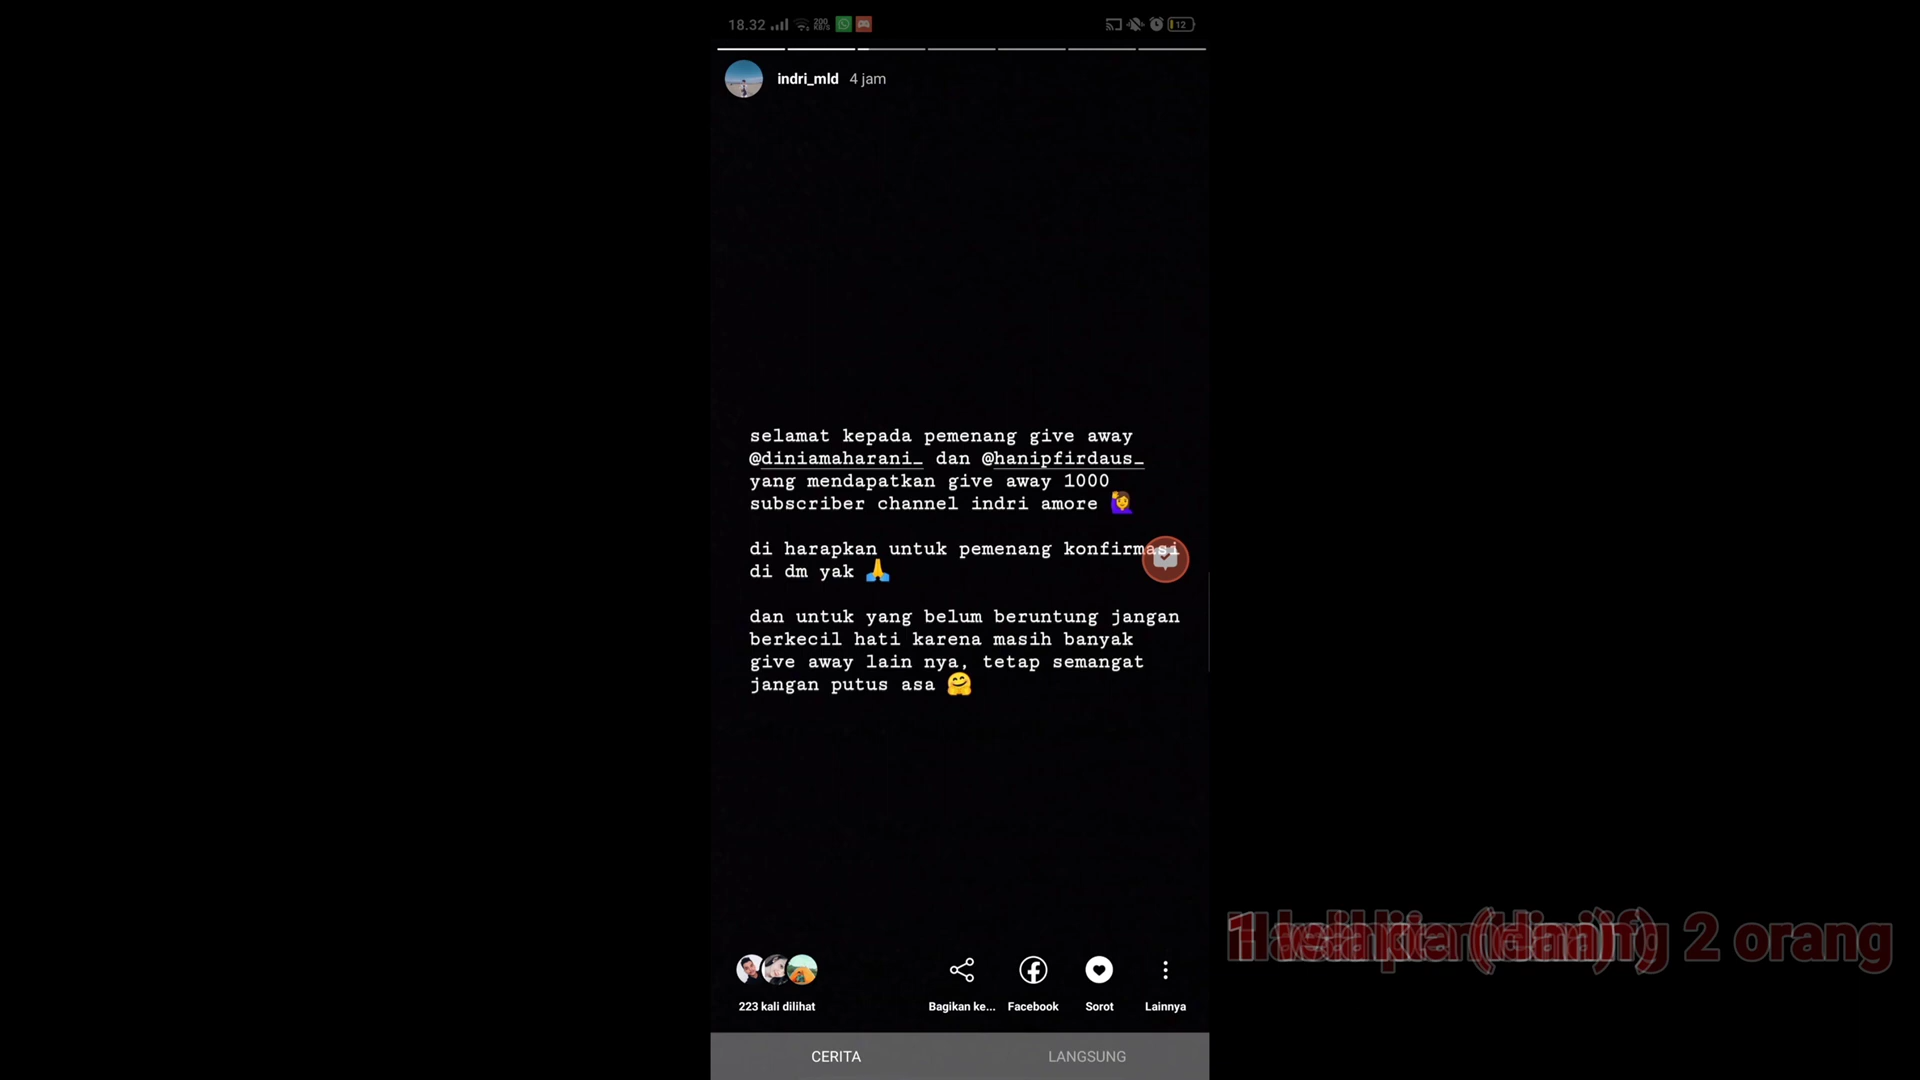 18.32
200
KB/S
12
indri_mld 4 jam
selamat kepada pemenang give away
@diniamaharani_ dan @hanipfirdaus_
yang mendapatkan give away 1000
subscriber channel indri amore 🙋‍♀️
di harapkan untuk pemenang konfirmasi
di dm yak 🙏
dan untuk yang belum beruntung jangan
berkecil hati karena masih banyak
give away lain nya, tetap semangat
jangan putus asa 🤗
2 orang
223 kali dilihat
Bagikan ke... Facebook Sorot Lainnya
CERITA LANGSUNG